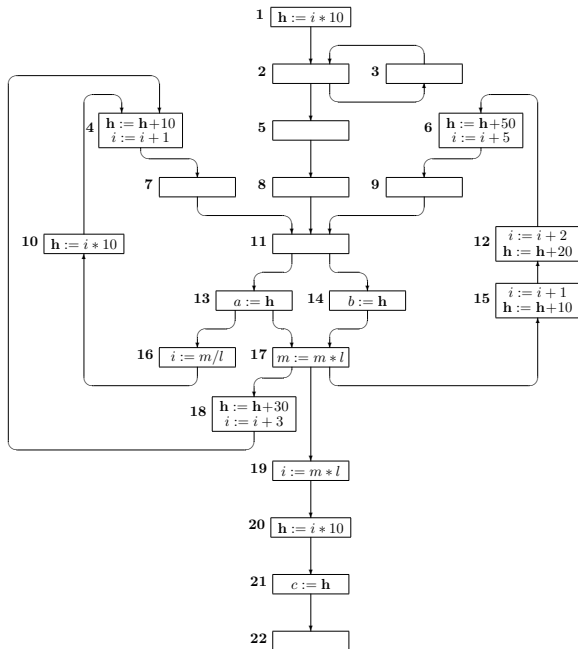 1 h := i ∗ 10
2
3
4 h := h+10
i := i + 1
5
6 h := h+50
i := i + 5
7
8
9
10 h := i ∗ 10
11
12 i := i + 2
h := h+20
13 a := h
14 b := h
15 i := i + 1
h := h+10
16 i := m/l
17 m := m ∗ l
18 h := h+30
i := i + 3
19 i := m ∗ l
20 h := i ∗ 10
21 c := h
22